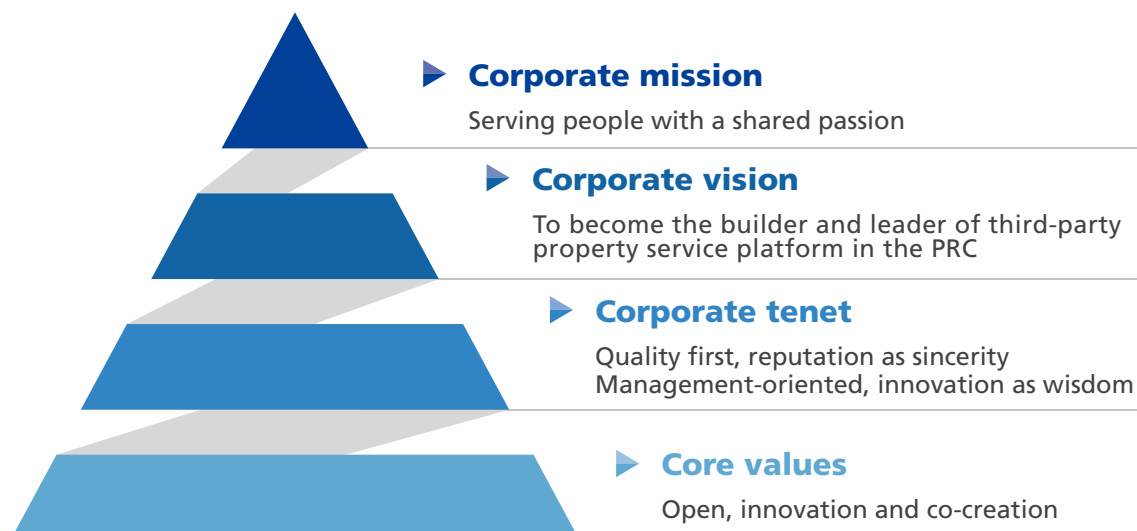 Corporate mission
Serving people with a shared passion
Corporate vision
To become the builder and leader of third-party
property service platform in the PRC
Corporate tenet
Quality first, reputation as sincerity
Management-oriented, innovation as wisdom
Core values
Open, innovation and co-creation